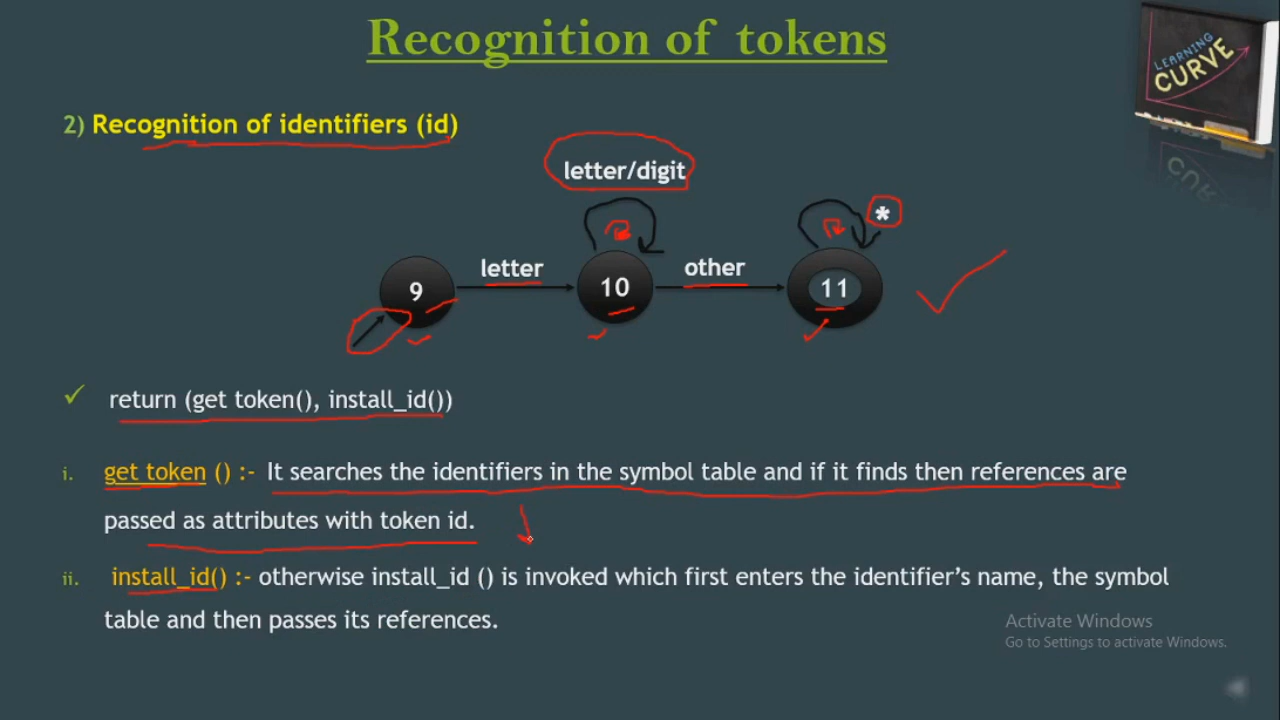 Recognition of tokens
LEARNING
CURVE
2) Recognition of identifiers (id)
letter/digit
*
9 letter 10 other 11
✓ return (get token(), install_id())
i. get token () :- It searches the identifiers in the symbol table and if it finds then references are
passed as attributes with token id.
ii. install_id() :- otherwise install_id () is invoked which first enters the identifier's name, the symbol
table and then passes its references.
Activate Windows
Go to Settings to activate Windows.